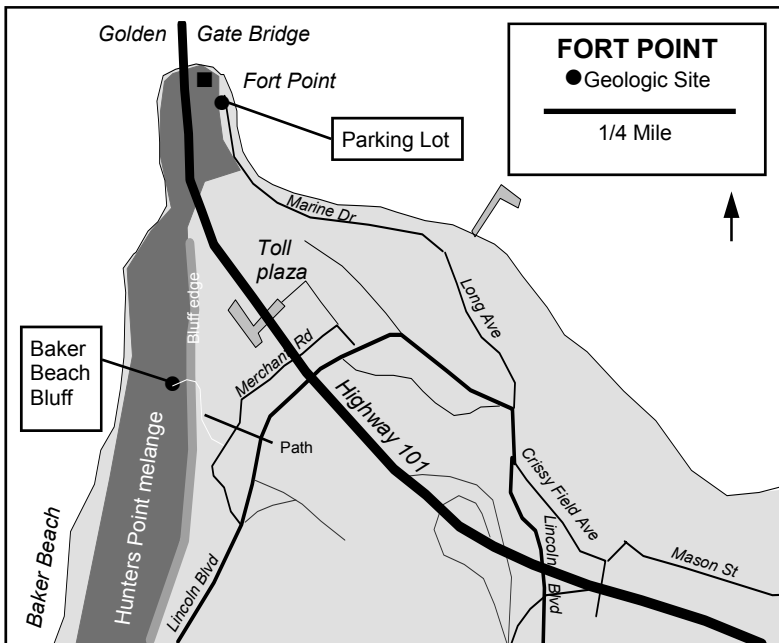 Golden Gate Bridge
Fort Point
Parking Lot
FORT POINT
Geologic Site
1/4 Mile
Marine Dr
Toll
plaza
Long Ave
Bluff edge
Merchant Rd
Baker
Beach
Bluff
Highway 101
Path
Hunters Point melange
Baker Beach
Lincoln Blvd
Crissy Field Ave
Lincoln Blvd
Mason St